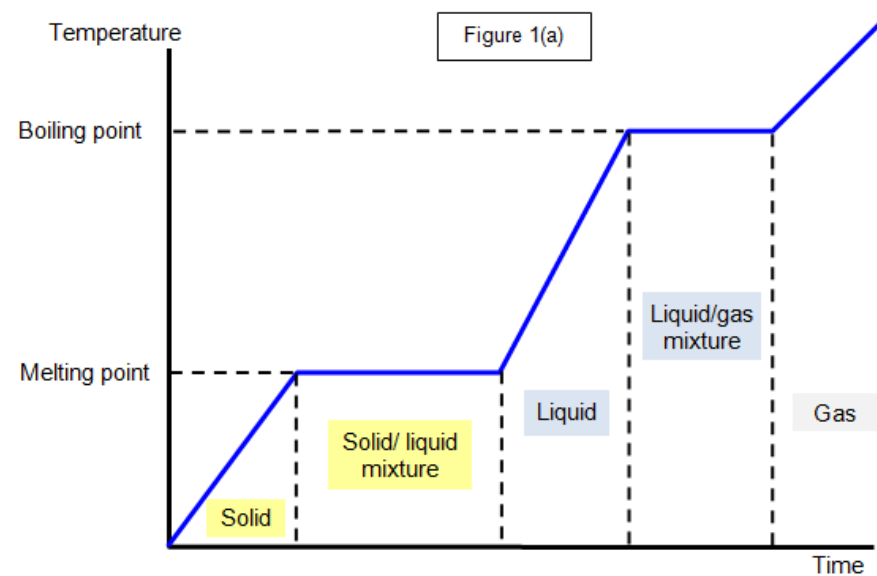 Temperature
Figure 1(a)
Boiling point
Liquid/gas
mixture
Melting point
Liquid
Gas
Solid/ liquid
mixture
Solid
Time